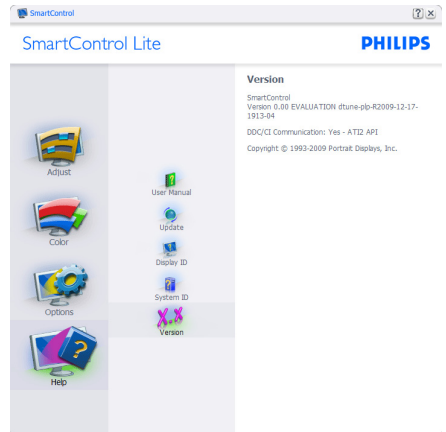 SmartControl
SmartControl Lite
PHILIPS
Adjust
Color
Options
Help
User Manual
Update
Display ID
System ID
X.X
Version
Version
SmartControl
Version 0.00 EVALUATION dtune-plp-R2009-12-17-
1913-04
DDC/CI Communication: Yes - ATI2 API
Copyright © 1993-2009 Portrait Displays, Inc.